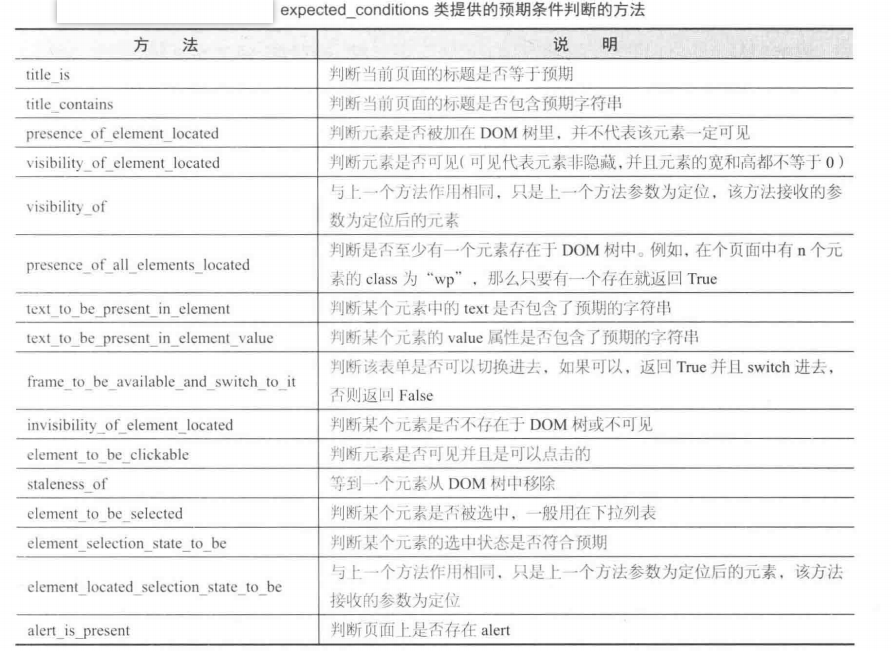 expected_conditions 类提供的预期条件判断的方法
方 法 说 明
title_is 判断当前页面的标题是否等于预期
title_contains 判断当前页面的标题是否包含预期字符串
presence_of_element_located 判断元素是否被加在 DOM 树里，并不代表该元素一定可见
visibility_of_element_located 判断元素是否可见（可见代表元素非隐藏，并且元素的宽和高都不等于 0）
visibility_of 与上一个方法作用相同，只是上一个方法参数为定位，该方法接收的参
数为定位后的元素
presence_of_all_elements_located 判断是否至少有一个元素存在于 DOM 树中。例如，在个页面中有 n 个元
素的 class 为“wp”，那么只要有一个存在就返回 True
text_to_be_present_in_element 判断某个元素中的 text 是否包含了预期的字符串
text_to_be_present_in_element_value 判断某个元素的 value 属性是否包含了预期的字符串
frame_to_be_available_and_switch_to_it 判断该表单是否可以切换进去，如果可以，返回 True 并且 switch 进去，
否则返回 False
invisibility_of_element_located 判断某个元素是否不存在于 DOM 树或不可见
element_to_be_clickable 判断元素是否可见并且是可以点击的
staleness_of 等到一个元素从 DOM 树中移除
element_to_be_selected 判断某个元素是否被选中，一般用在下拉列表
element_selection_state_to_be 判断某个元素的选中状态是否符合预期
element_located_selection_state_to_be 与上一个方法作用相同，只是上一个方法参数为定位后的元素，该方法
接收的参数为定位
alert_is_present 判断页面上是否存在 alert